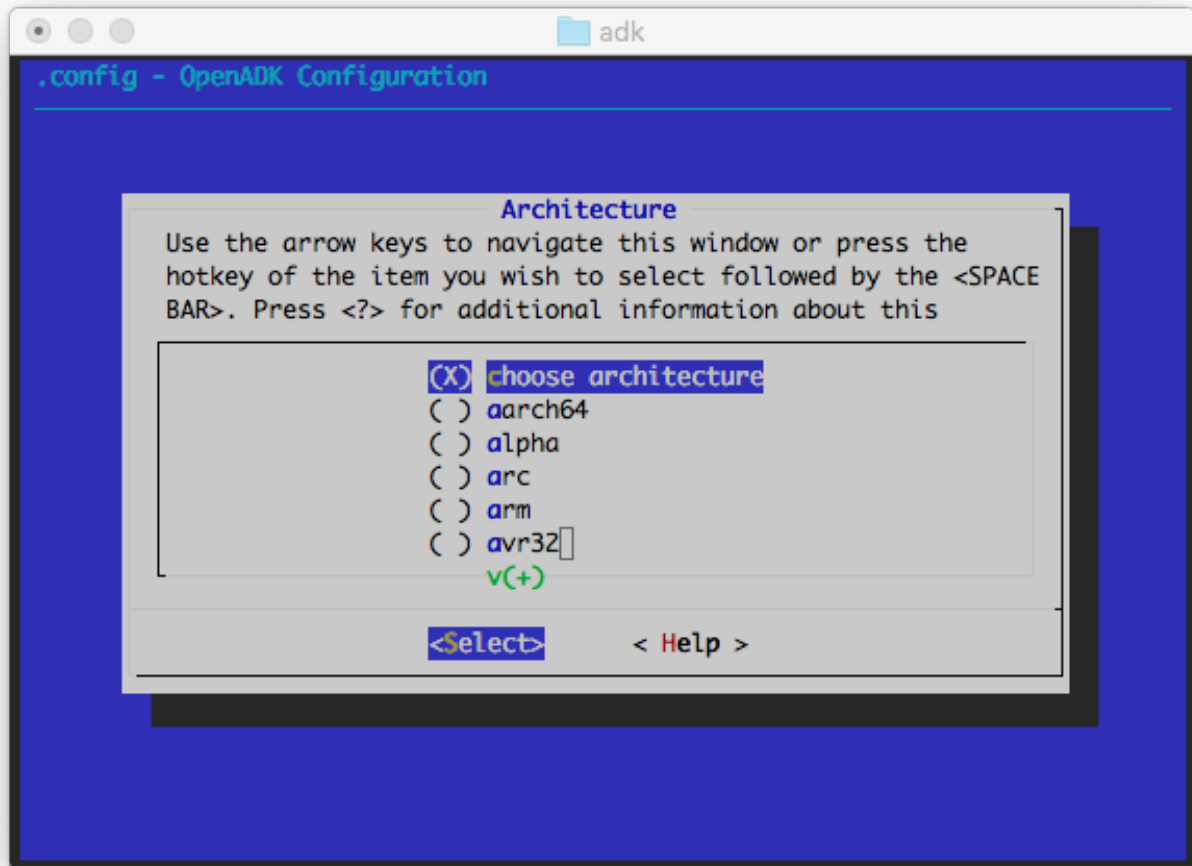 adk
.config - OpenADK Configuration
Architecture
Use the arrow keys to navigate this window or press the
hotkey of the item you wish to select followed by the <SPACE
BAR>. Press <?> for additional information about this
(X) choose architecture
( ) aarch64
( ) alpha
( ) arc
( ) arm
( ) avr32
v(+)
<Select> < Help >